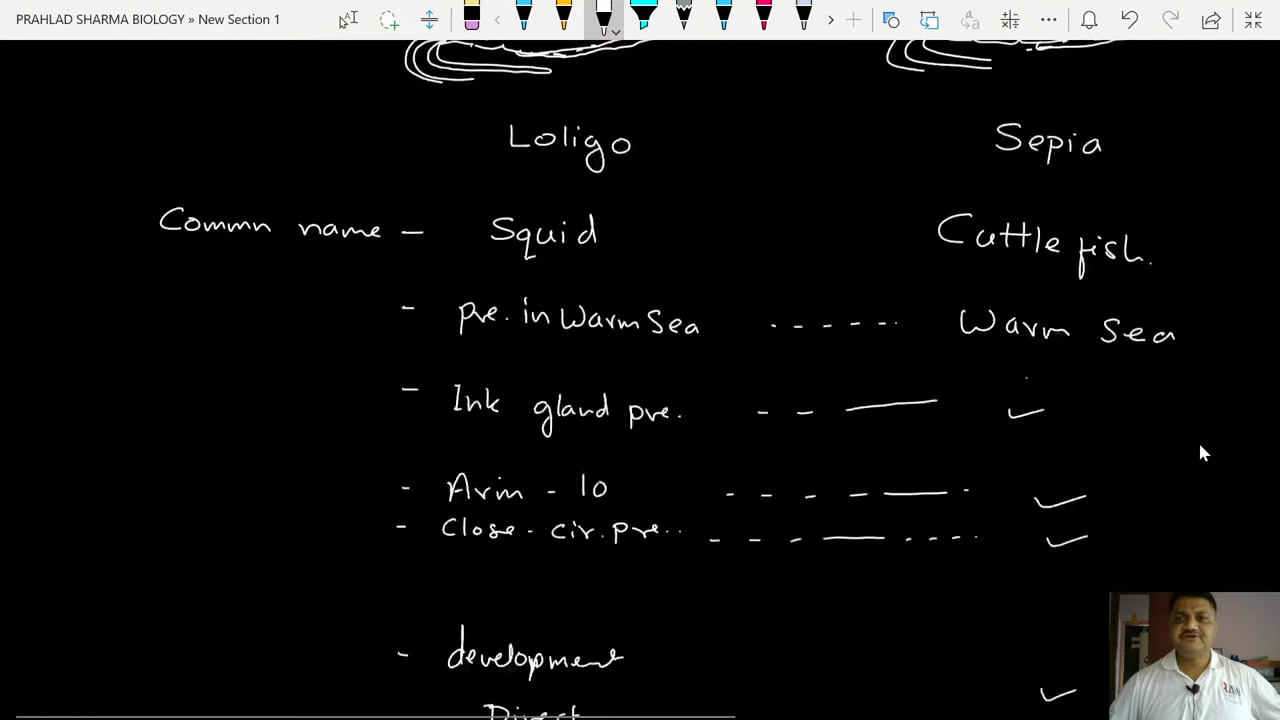 PRAHLAD SHARMA BIOLOGY » New Section 1
Loligo Sepia
Commn name - Squid Cuttle fish.
- pre. in Warm Sea ------ Warm Sea
- Ink gland pre. -- — ✓
- Arm - 10 ---- — - ✓
- Close - cir. pre.. --- — ---- ✓
- development
Direct ✓